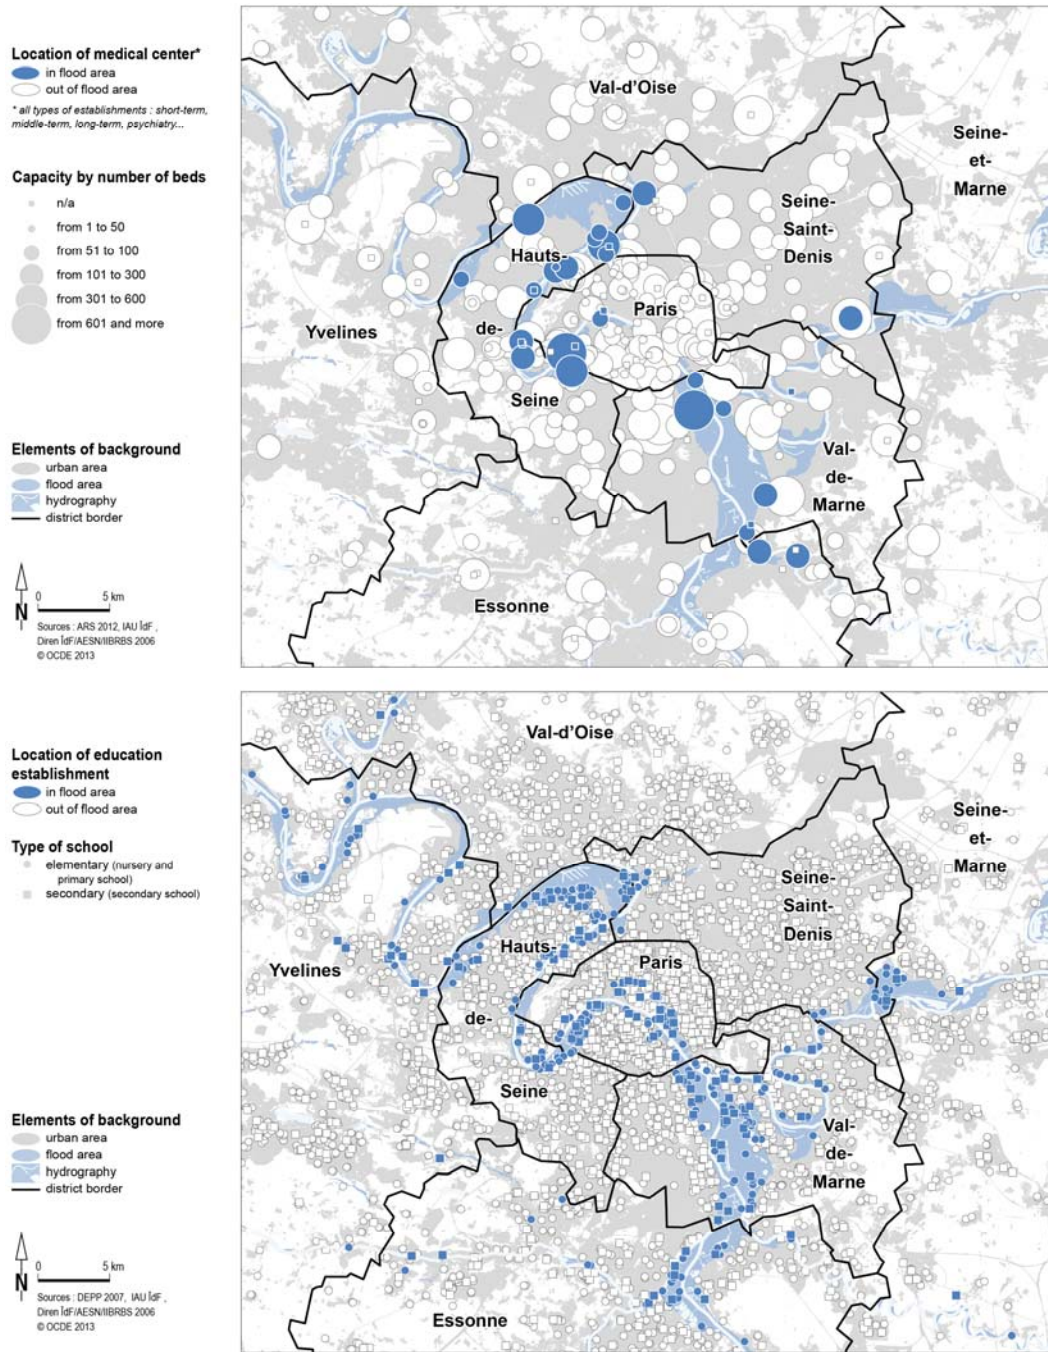 Location of medical center*
in flood area
out of flood area
* all types of establishments : short-term,
middle-term, long-term, psychiatry...
Capacity by number of beds
n/a
from 1 to 50
from 51 to 100
from 101 to 300
from 301 to 600
from 601 and more
Elements of background
urban area
flood area
hydrography
district border
N
0 5 km
Sources : ARS 2012, IAU ÎdF ,
Diren ÎdF/AESN/IIBRBS 2006
© OCDE 2013
Val-d'Oise
Seine-
et-
Marne
Seine-
Saint-
Denis
Hauts-
Paris
Yvelines
de-
Seine
Val-
de-
Marne
Essonne
Location of education
establishment
in flood area
out of flood area
Type of school
elementary (nursery and
primary school)
secondary (secondary school)
Elements of background
urban area
flood area
hydrography
district border
N
0 5 km
Sources : DEPP 2007, IAU ÎdF ,
Diren ÎdF/AESN/IIBRBS 2006
© OCDE 2013
Val-d'Oise
Seine-
et-
Marne
Seine-
Saint-
Denis
Hauts-
Paris
Yvelines
de-
Seine
Val-
de-
Marne
Essonne